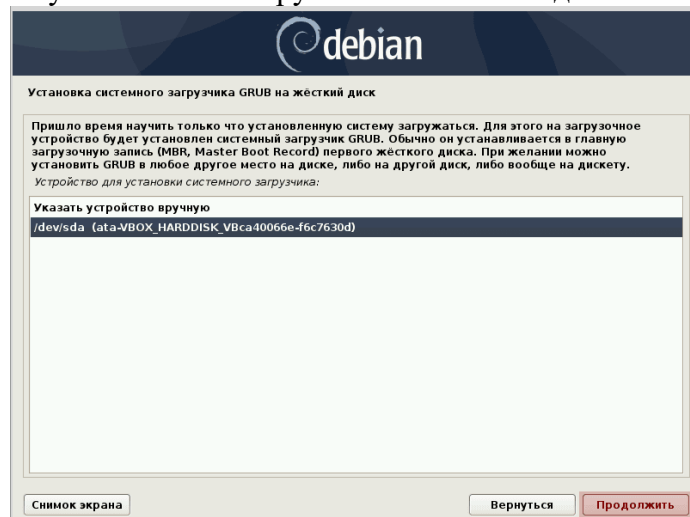 debian
Установка системного загрузчика GRUB на жёсткий диск
Пришло время научить только что установленную систему загружаться. Для этого на загрузочное
устройство будет установлен системный загрузчик GRUB. Обычно он устанавливается в главную
загрузочную запись (MBR, Master Boot Record) первого жёсткого диска. При желании можно
установить GRUB в любое другое место на диске, либо на другой диск, либо вообще на дискету.
Устройство для установки системного загрузчика:
Указать устройство вручную
/dev/sda (ata-VBOX_HARDDISK_VBca40066e-f6c7630d)
Снимок экрана
Вернуться
Продолжить